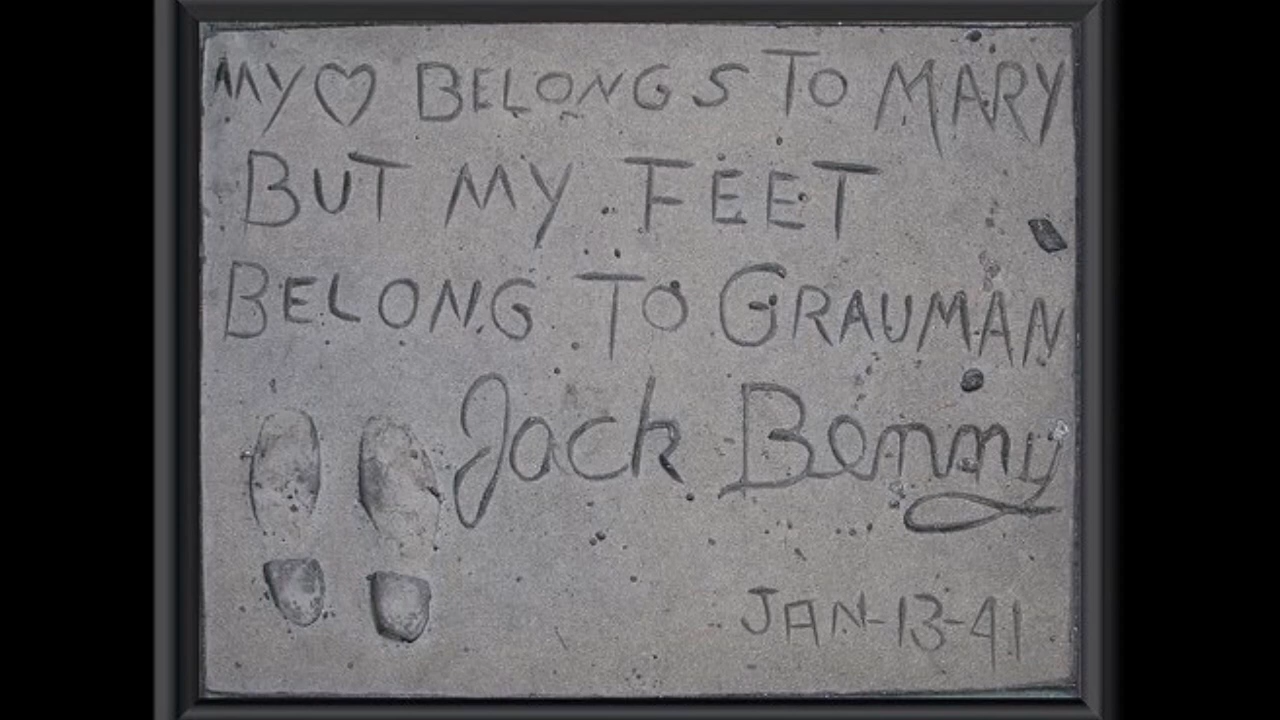 MY ♡ BELONGS TO MARY
BUT MY FEET
BELONG TO GRAUMAN
Jack Benny
JAN-13-41